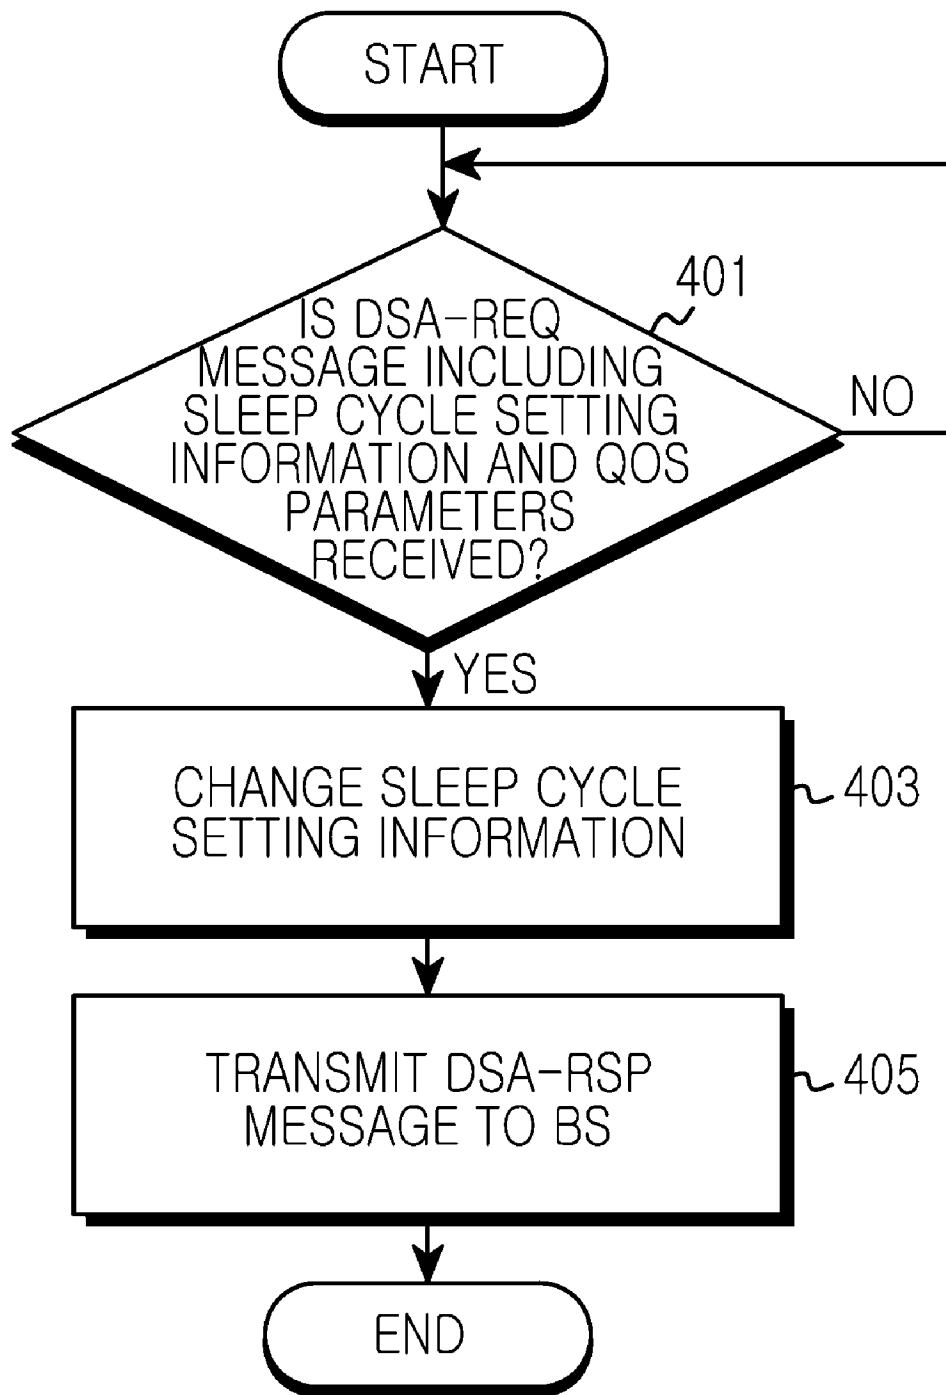 START
401
IS DSA-REQ
MESSAGE INCLUDING
SLEEP CYCLE SETTING
INFORMATION AND QOS
PARAMETERS
RECEIVED?
NO
YES
CHANGE SLEEP CYCLE
SETTING INFORMATION
403
TRANSMIT DSA-RSP
MESSAGE TO BS
405
END